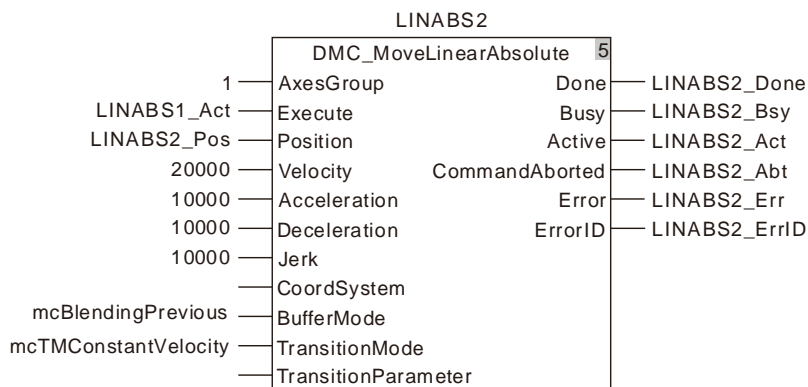 LINABS2
DMC_MoveLinearAbsolute 5
1 AxesGroup Done LINABS2_Done
LINABS1_Act Execute Busy LINABS2_Bsy
LINABS2_Pos Position Active LINABS2_Act
20000 Velocity CommandAborted LINABS2_Abt
10000 Acceleration Error LINABS2_Err
10000 Deceleration ErrorID LINABS2_ErrID
10000 Jerk
CoordSystem
mcBlendingPrevious BufferMode
mcTMConstantVelocity TransitionMode
TransitionParameter